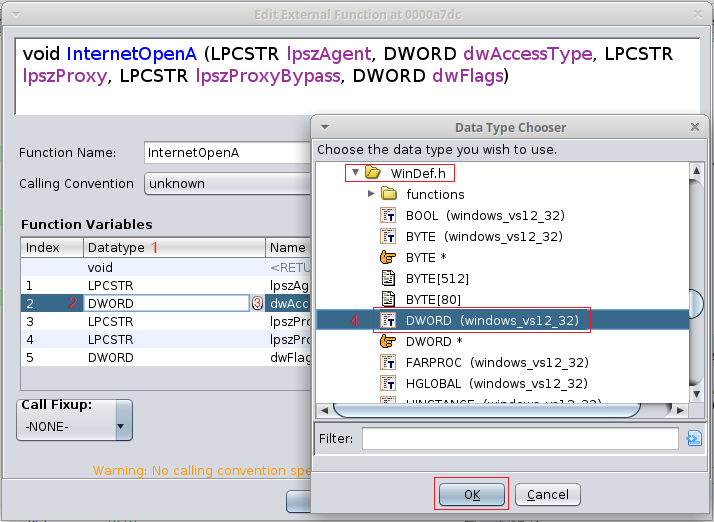 Edit External Function at 0000a7dc
void InternetOpenA (LPCSTR lpszAgent, DWORD dwAccessType, LPCSTR
lpszProxy, LPCSTR lpszProxyBypass, DWORD dwFlags)
Function Name: InternetOpenA
Calling Convention unknown
Function Variables
Index Datatype 1 Name
void <RETU
1 LPCSTR lpszAg
2 2 DWORD 3 dwAcc
3 LPCSTR lpszPro
4 LPCSTR lpszPro
5 DWORD dwFlag
Call Fixup:
-NONE-
Warning: No calling convention spe
Data Type Chooser
Choose the data type you wish to use.
WinDef.h
functions
BOOL (windows_vs12_32)
BYTE (windows_vs12_32)
BYTE *
BYTE[512]
BYTE[80]
4 DWORD (windows_vs12_32)
DWORD *
FARPROC (windows_vs12_32)
HGLOBAL (windows_vs12_32)
HINSTANCE (windows_vs12_32)
Filter:
OK Cancel